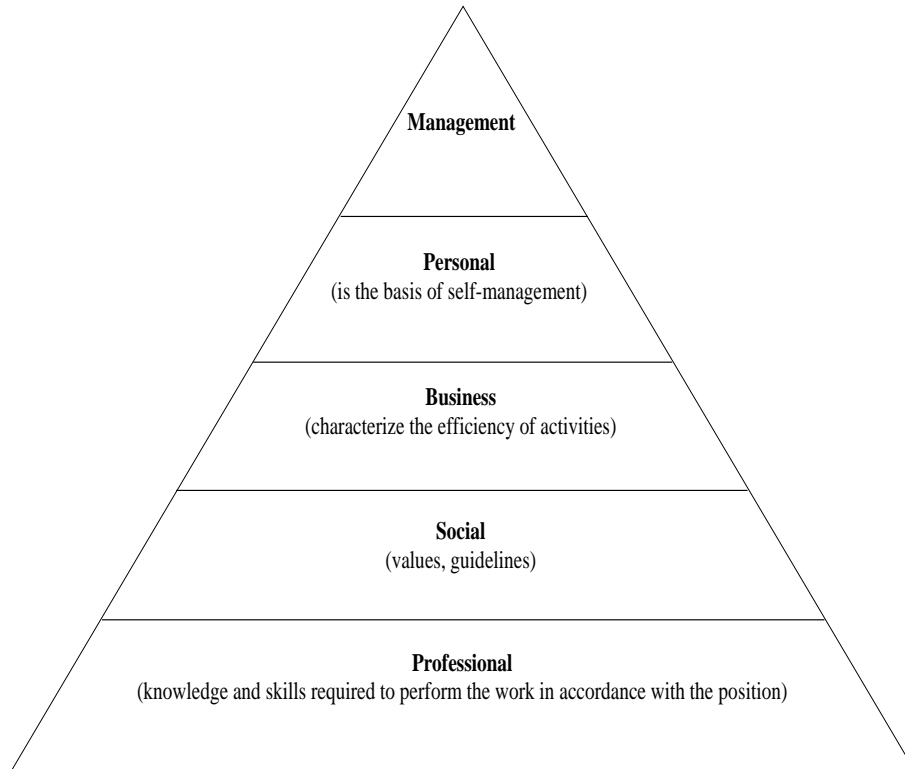 Management
Personal
(is the basis of self-management)
Business
(characterize the efficiency of activities)
Social
(values, guidelines)
Professional
(knowledge and skills required to perform the work in accordance with the position)